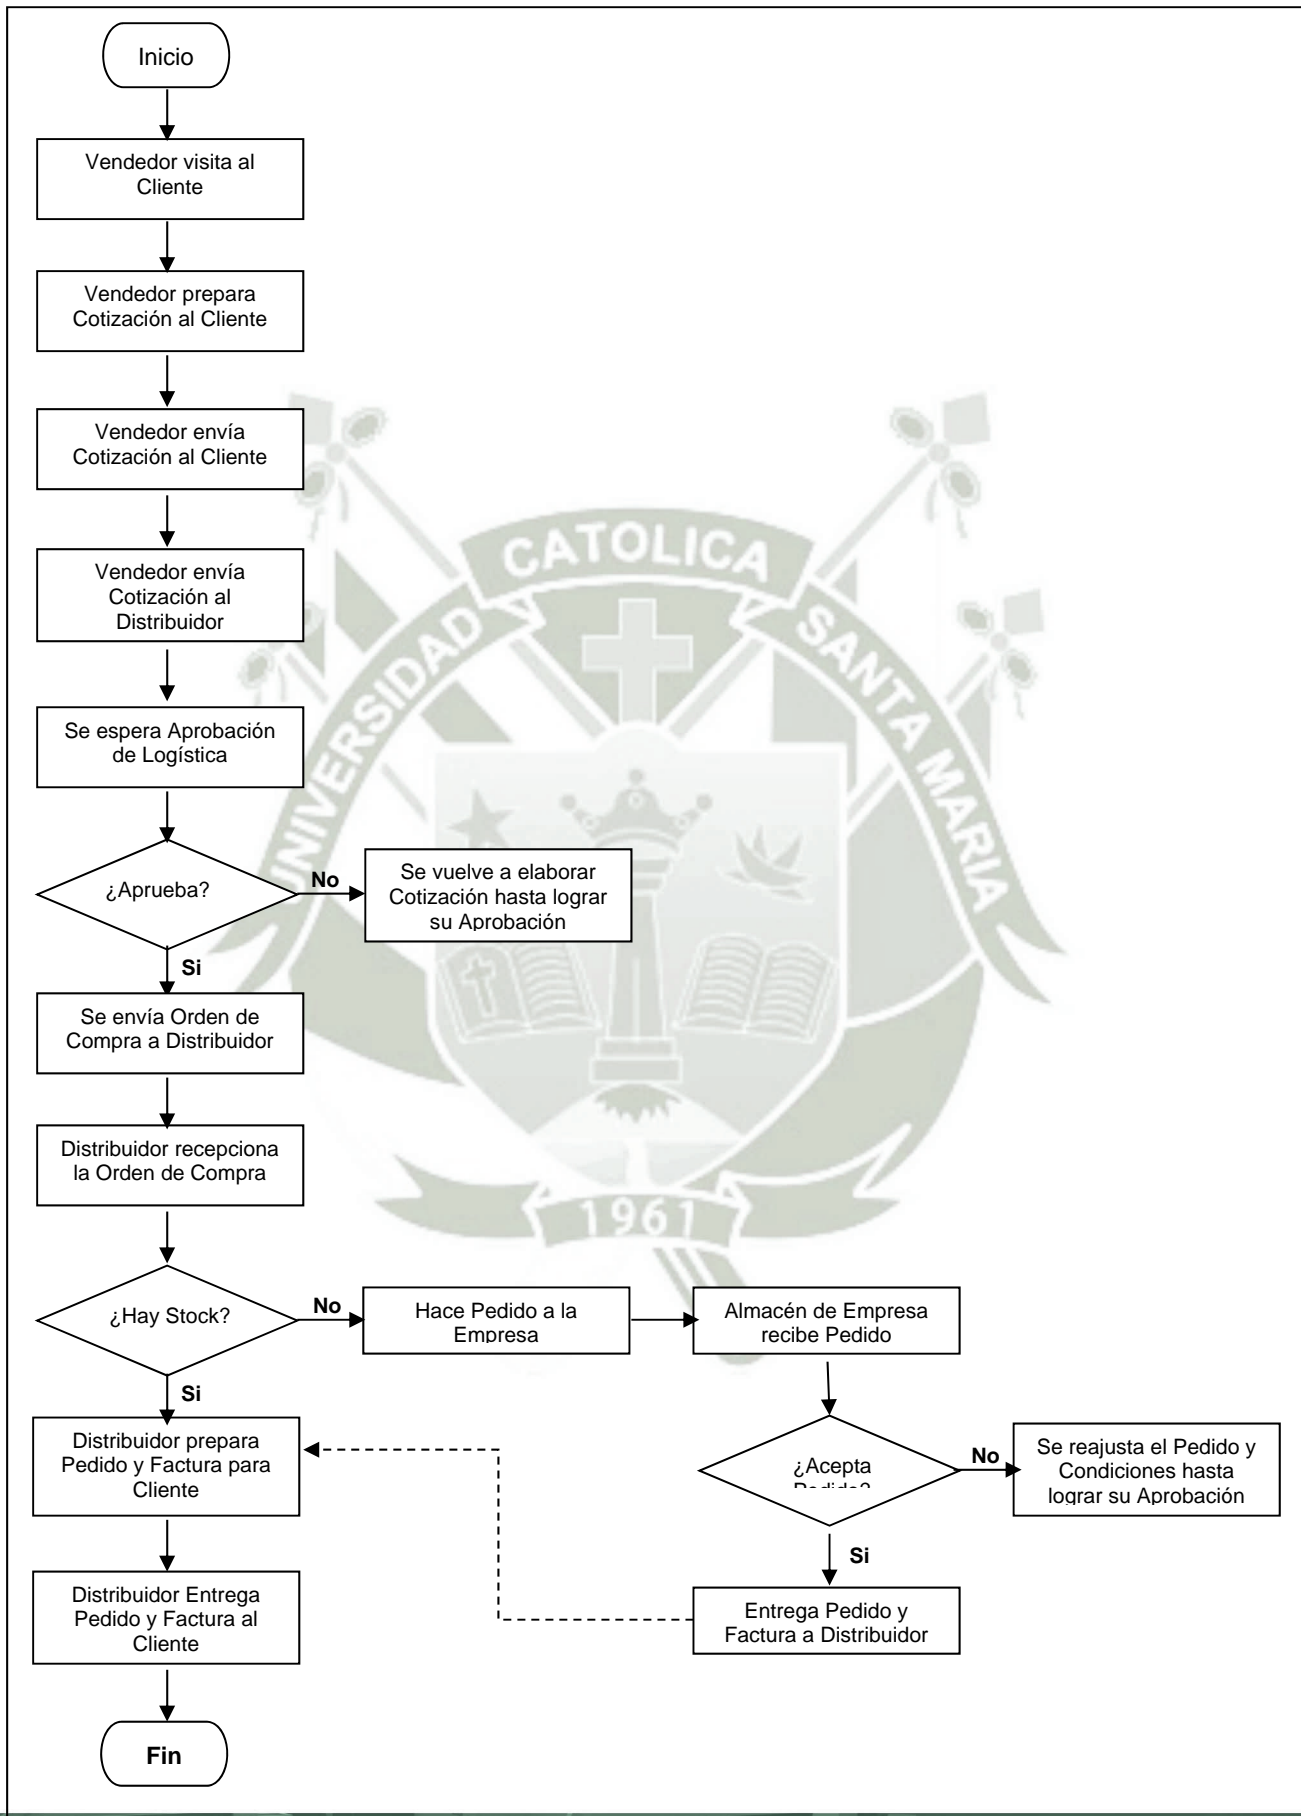 Inicio
Vendedor visita al
Cliente
Vendedor prepara
Cotización al Cliente
Vendedor envía
Cotización al Cliente
Vendedor envía
Cotización al
Distribuidor
Se espera Aprobación
de Logística
¿Aprueba?
No
Se vuelve a elaborar
Cotización hasta lograr
su Aprobación
Si
Se envía Orden de
Compra a Distribuidor
Distribuidor recepciona
la Orden de Compra
¿Hay Stock?
No
Hace Pedido a la
Empresa
Almacén de Empresa
recibe Pedido
Si
Distribuidor prepara
Pedido y Factura para
Cliente
¿Acepta
Pedido?
No
Se reajusta el Pedido y
Condiciones hasta
lograr su Aprobación
Si
Entrega Pedido y
Factura a Distribuidor
Distribuidor Entrega
Pedido y Factura al
Cliente
Fin
UNIVERSIDAD CATOLICA SANTA MARIA
1961